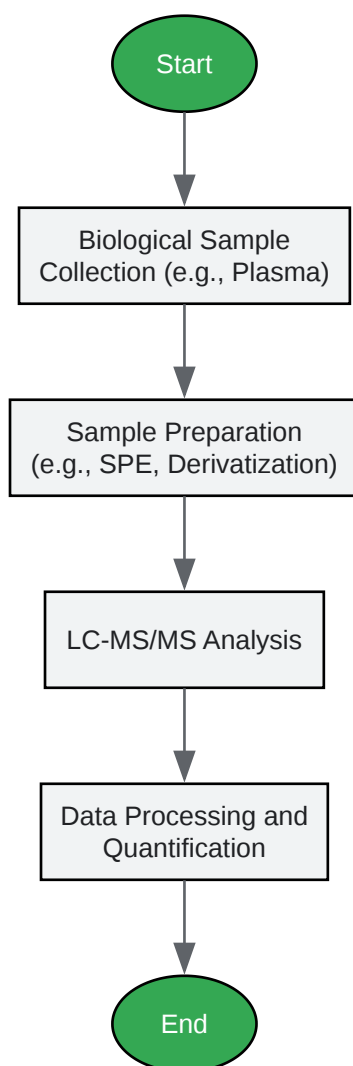 Start
Biological Sample
Collection (e.g., Plasma)
Sample Preparation
(e.g., SPE, Derivatization)
LC-MS/MS Analysis
Data Processing and
Quantification
End